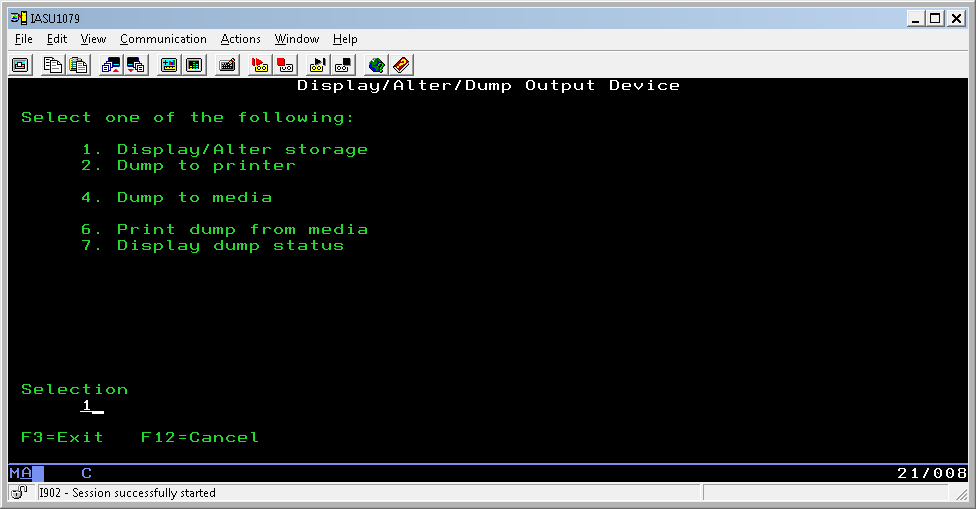 IASU1079
File Edit View Communication Actions Window Help
Display/Alter/Dump Output Device
Select one of the following:
1. Display/Alter storage
2. Dump to printer
4. Dump to media
6. Print dump from media
7. Display dump status
Selection
1_
F3=Exit F12=Cancel
MA C 21/008
I902 - Session successfully started